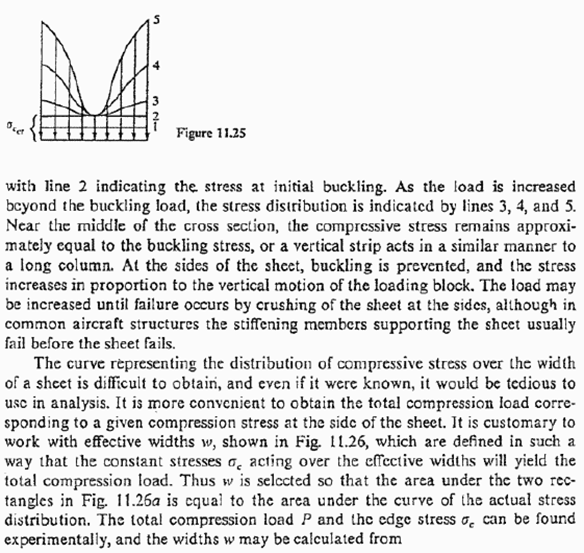 5
4
3
2
1
σccr
Figure 11.25
with line 2 indicating the stress at initial buckling. As the load is increased
beyond the buckling load, the stress distribution is indicated by lines 3, 4, and 5.
Near the middle of the cross section, the compressive stress remains approxi-
mately equal to the buckling stress, or a vertical strip acts in a similar manner to
a long column. At the sides of the sheet, buckling is prevented, and the stress
increases in proportion to the vertical motion of the loading block. The load may
be increased until failure occurs by crushing of the sheet at the sides, although in
common aircraft structures the stiffening members supporting the sheet usually
fail before the sheet fails.
The curve representing the distribution of compressive stress over the width
of a sheet is difficult to obtain, and even if it were known, it would be tedious to
use in analysis. It is more convenient to obtain the total compression load corre-
sponding to a given compression stress at the side of the sheet. It is customary to
work with effective widths w, shown in Fig. 11.26, which are defined in such a
way that the constant stresses σc acting over the effective widths will yield the
total compression load. Thus w is selected so that the area under the two rec-
tangles in Fig. 11.26a is equal to the area under the curve of the actual stress
distribution. The total compression load P and the edge stress σc can be found
experimentally, and the widths w may be calculated from